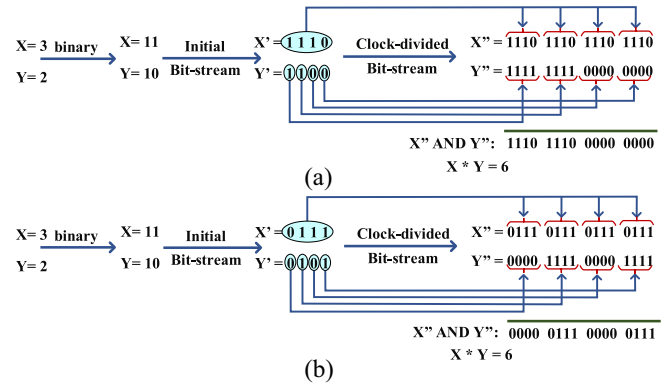 X= 3 binary X= 11 Initial X' = 1 1 1 0 Clock-divided X'' = 1110 1110 1110 1110
Y= 2 Y= 10 Bit-stream Y' = 1 1 0 0 Bit-stream Y'' = 1111 1111 0000 0000
X'' AND Y'': 1110 1110 0000 0000
X * Y = 6
(a)
X= 3 binary X= 11 Initial X' = 0 1 1 1 Clock-divided X'' = 0111 0111 0111 0111
Y= 2 Y= 10 Bit-stream Y' = 0 1 0 1 Bit-stream Y'' = 0000 1111 0000 1111
X'' AND Y'': 0000 0111 0000 0111
X * Y = 6
(b)